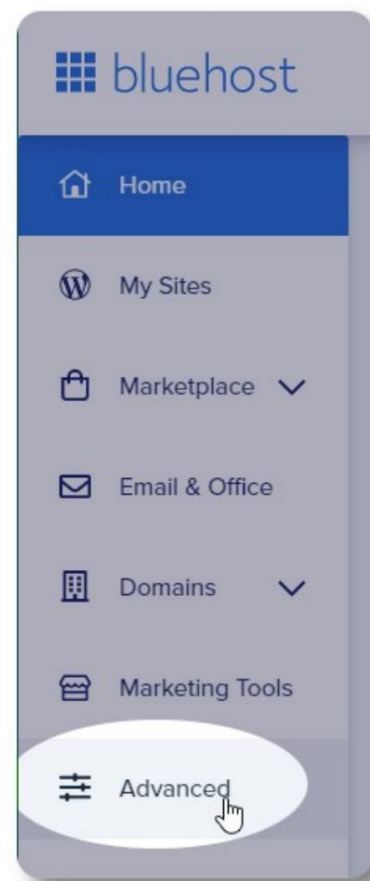 bluehost
Home
My Sites
Marketplace
Email & Office
Domains
Marketing Tools
Advanced